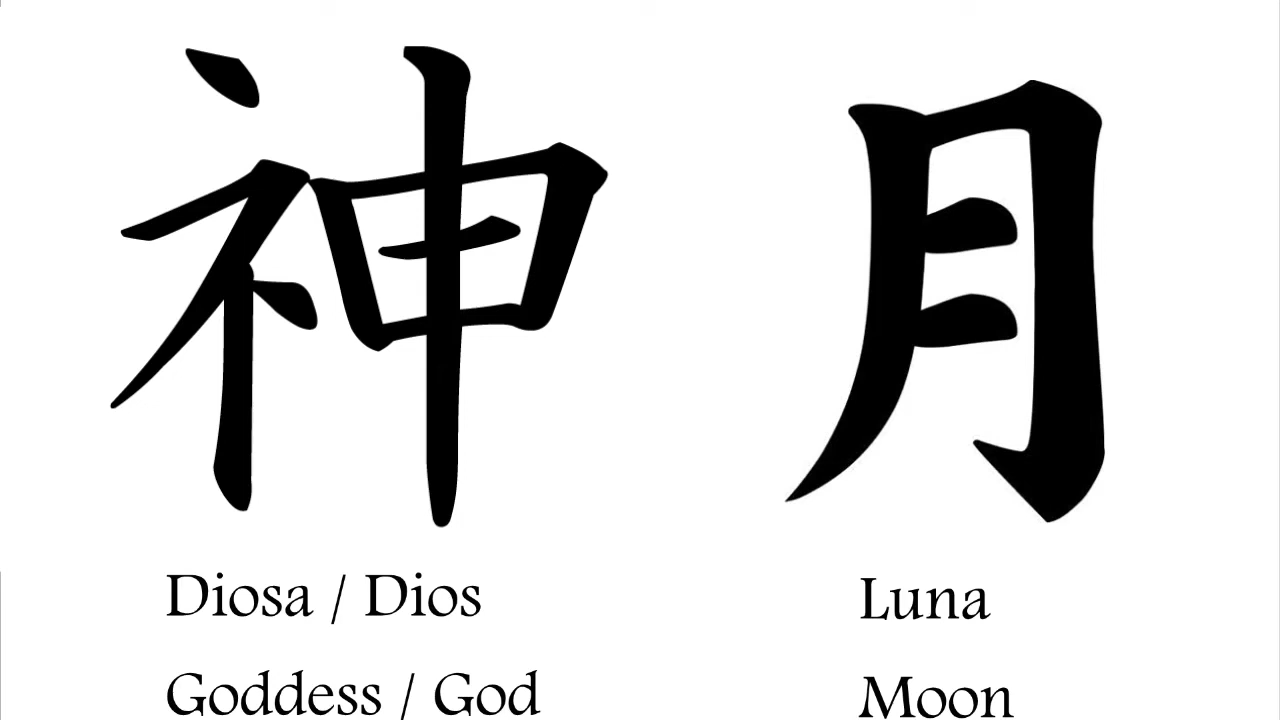 神 月
Diosa / Dios Luna
Goddess / God Moon